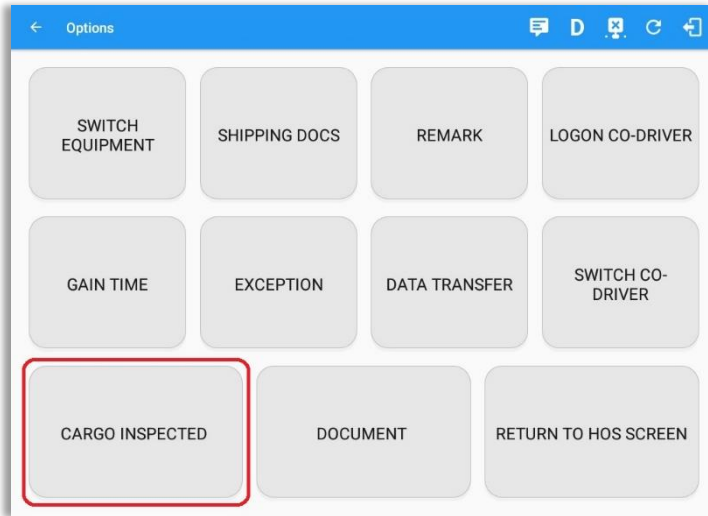 Options
D
SWITCH
EQUIPMENT
SHIPPING DOCS
REMARK
LOGON CO-DRIVER
GAIN TIME
EXCEPTION
DATA TRANSFER
SWITCH CO-
DRIVER
CARGO INSPECTED
DOCUMENT
RETURN TO HOS SCREEN